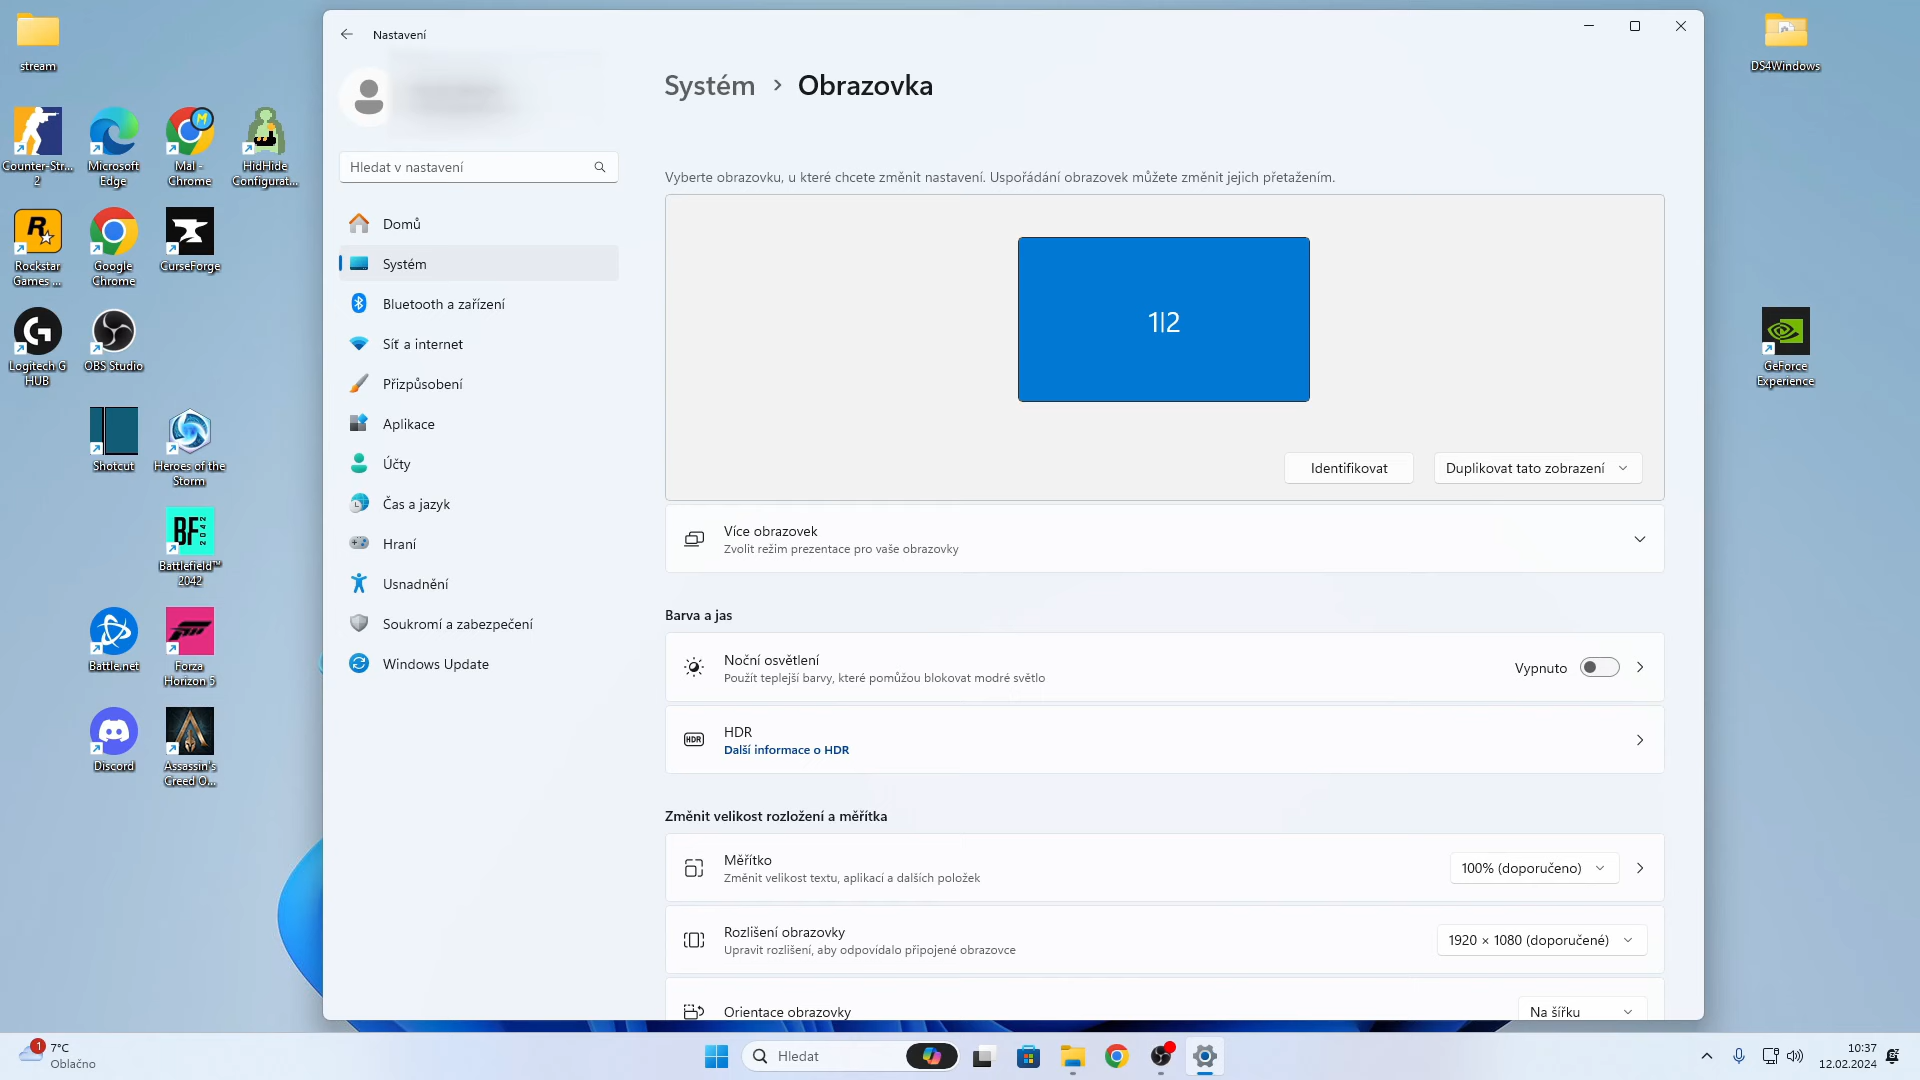 stream
Counter-Str...
2
Microsoft
Edge
Mal -
Chrome
HidHide
Configurat...
Rockstar
Games ...
Google
Chrome
CurseForge
Logitech G
HUB
OBS Studio
Shotcut
Heroes of the
Storm
BF
2042
Battlefield™
2042
Battle.net
Forza
Horizon 5
Discord
Assassin's
Creed O...
DS4Windows
GeForce
Experience
Nastavení
Hledat v nastavení
Domů
Systém
Bluetooth a zařízení
Síť a internet
Přizpůsobení
Aplikace
Účty
Čas a jazyk
Hraní
Usnadnění
Soukromí a zabezpečení
Windows Update
Systém › Obrazovka
Vyberte obrazovku, u které chcete změnit nastavení. Uspořádání obrazovek můžete změnit jejich přetažením.
1|2
Identifikovat
Duplikovat tato zobrazení
Více obrazovek
Zvolit režim prezentace pro vaše obrazovky
Barva a jas
Noční osvětlení
Použít teplejší barvy, které pomůžou blokovat modré světlo
Vypnuto
HDR
HDR
Další informace o HDR
Změnit velikost rozložení a měřítka
Měřítko
Změnit velikost textu, aplikací a dalších položek
100% (doporučeno)
Rozlišení obrazovky
Upravit rozlišení, aby odpovídalo připojené obrazovce
1920 × 1080 (doporučené)
Orientace obrazovky
Na šířku
1
7°C
Oblačno
Hledat
10:37
12.02.2024